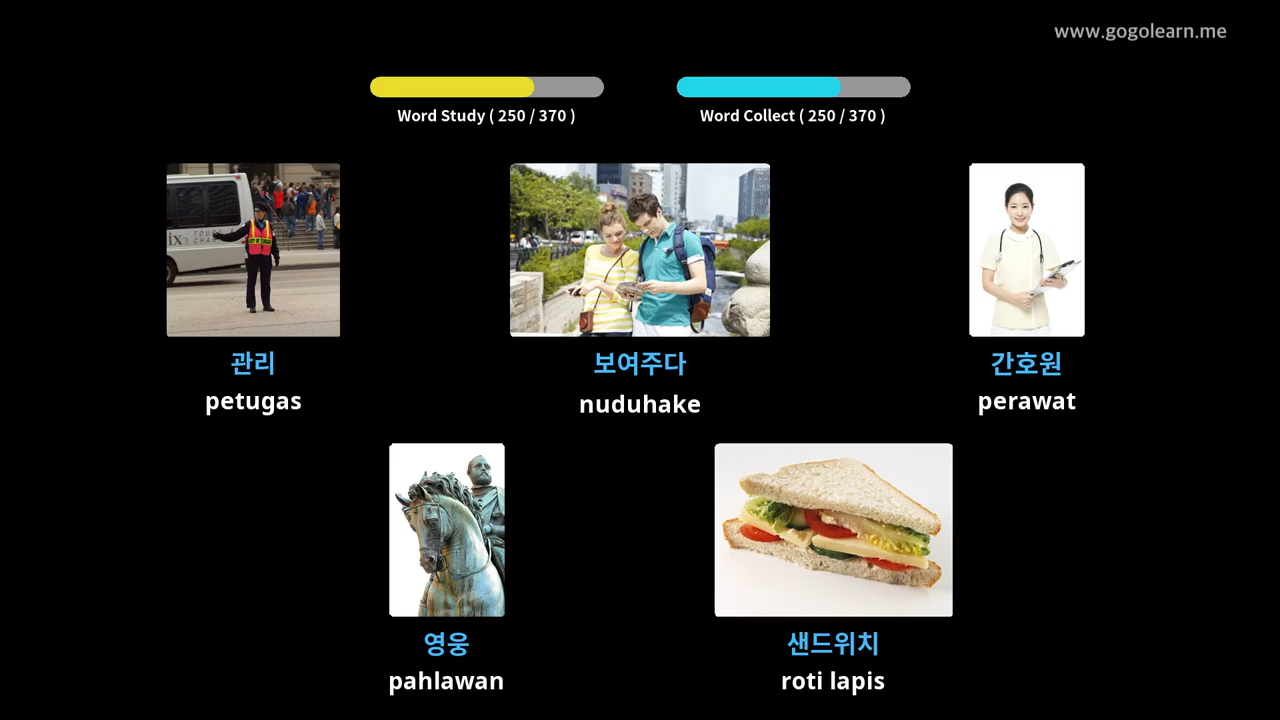 www.gogolearn.me
Word Study ( 250 / 370 )
Word Collect ( 250 / 370 )
관리
petugas
보여주다
nuduhake
간호원
perawat
영웅
pahlawan
샌드위치
roti lapis